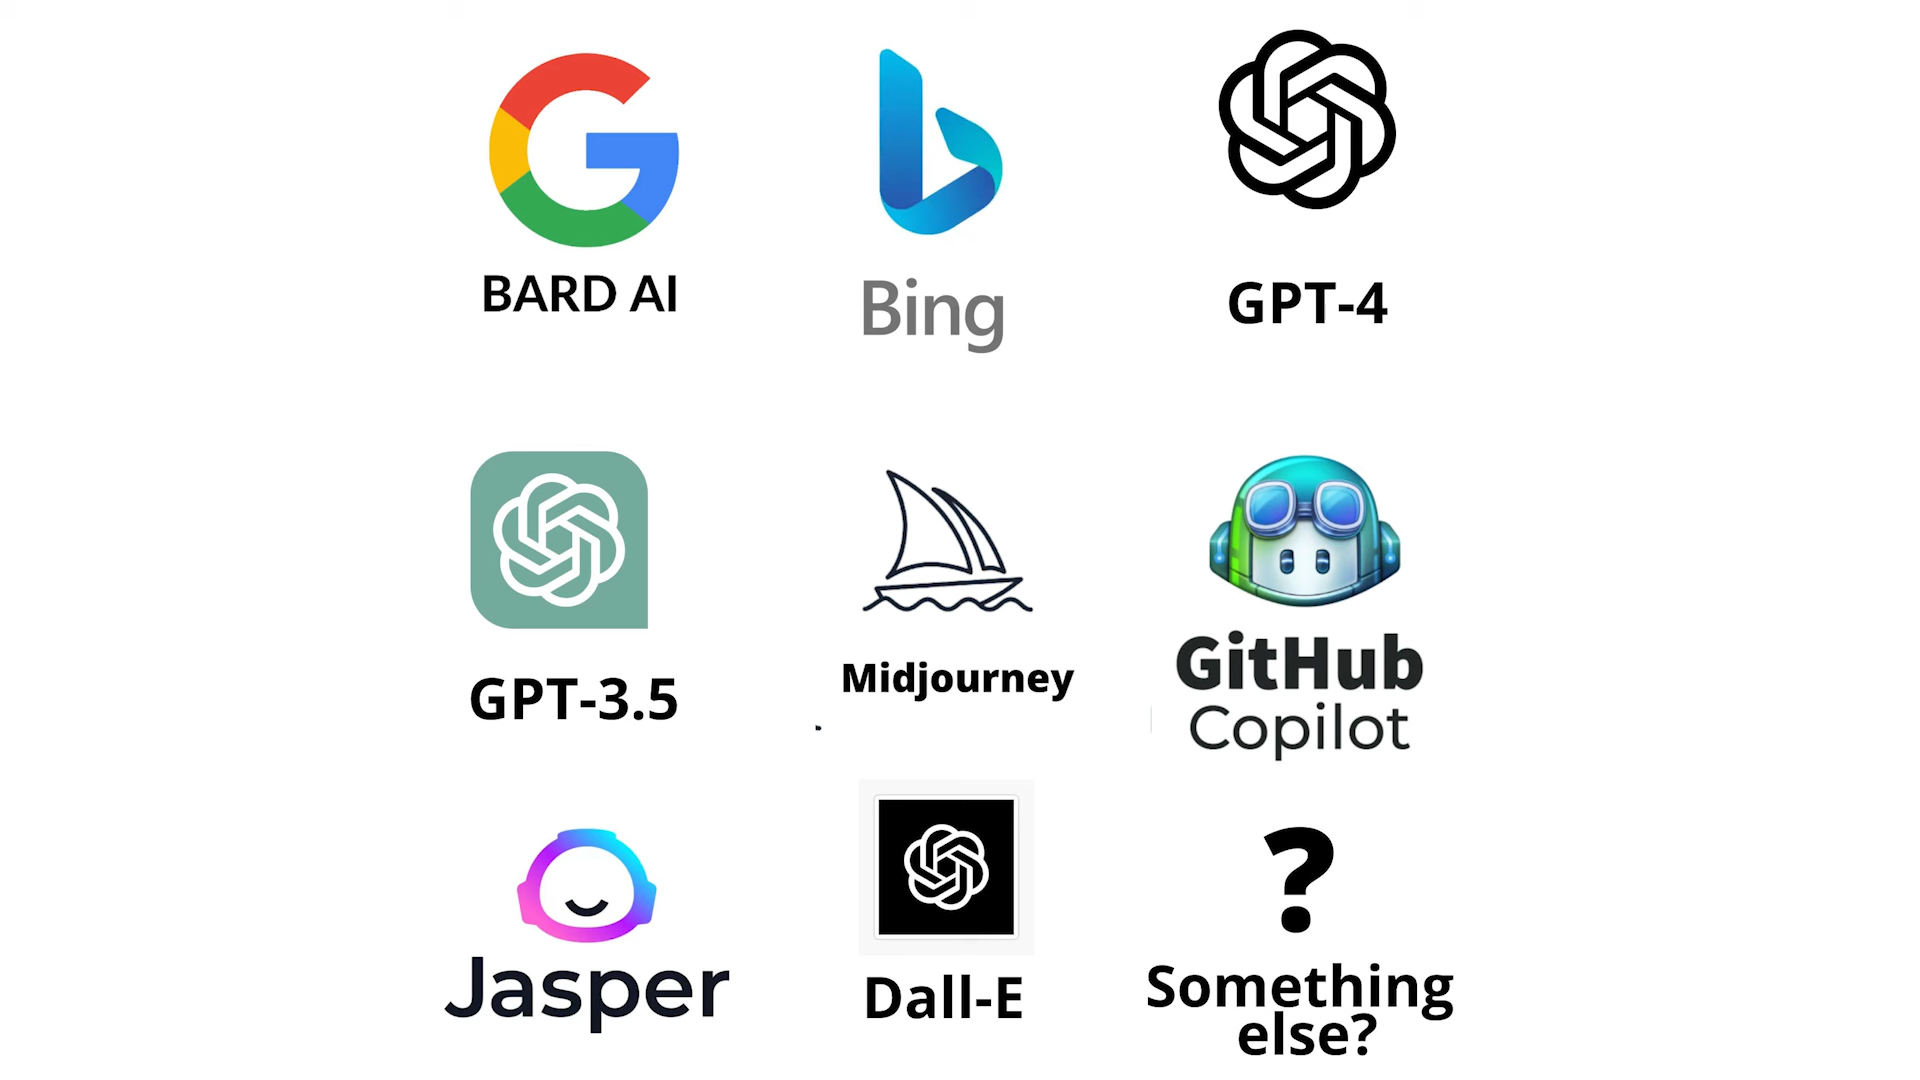 BARD AI
Bing
GPT-4
GPT-3.5
Midjourney
GitHub
Copilot
Jasper
Dall-E
?
Something
else?